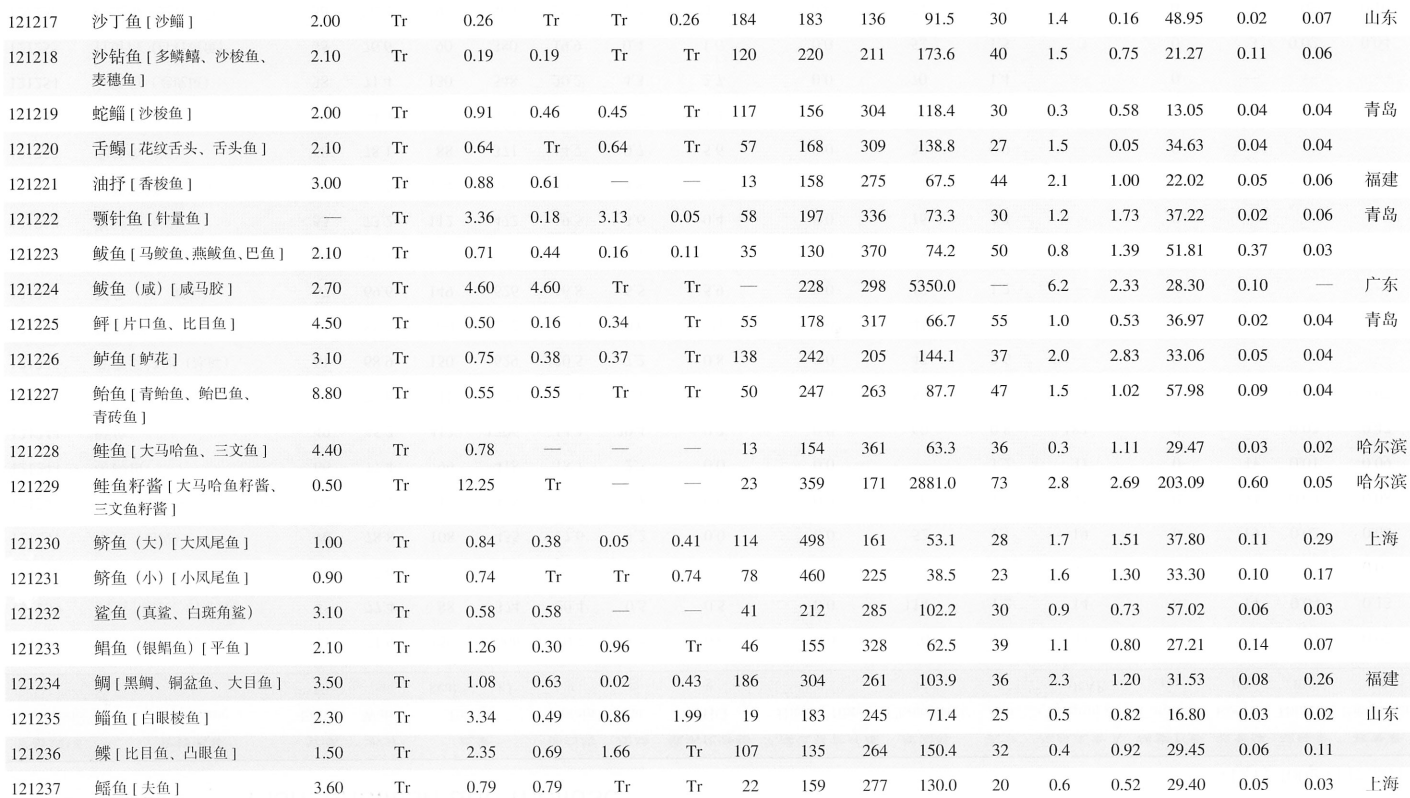 121217 沙丁鱼 [ 沙鲻 ] 2.00 Tr 0.26 Tr Tr 0.26 184 183 136 91.5 30 1.4 0.16 48.95 0.02 0.07 山东
121218 沙钻鱼 [ 多鳞鱚、沙梭鱼、 2.10 Tr 0.19 0.19 Tr Tr 120 220 211 173.6 40 1.5 0.75 21.27 0.11 0.06
麦穗鱼 ]
121219 蛇鲻 [ 沙梭鱼 ] 2.00 Tr 0.91 0.46 0.45 Tr 117 156 304 118.4 30 0.3 0.58 13.05 0.04 0.04 青岛
121220 舌鳎 [ 花纹舌头、舌头鱼 ] 2.10 Tr 0.64 Tr 0.64 Tr 57 168 309 138.8 27 1.5 0.05 34.63 0.04 0.04
121221 油抒 [ 香梭鱼 ] 3.00 Tr 0.88 0.61 — — 13 158 275 67.5 44 2.1 1.00 22.02 0.05 0.06 福建
121222 颚针鱼 [ 针量鱼 ] — Tr 3.36 0.18 3.13 0.05 58 197 336 73.3 30 1.2 1.73 37.22 0.02 0.06 青岛
121223 鲅鱼 [ 马鲛鱼、燕鲅鱼、巴鱼 ] 2.10 Tr 0.71 0.44 0.16 0.11 35 130 370 74.2 50 0.8 1.39 51.81 0.37 0.03
121224 鲅鱼（咸）[ 咸马胶 ] 2.70 Tr 4.60 4.60 Tr Tr — 228 298 5350.0 — 6.2 2.33 28.30 0.10 — 广东
121225 鲆 [ 片口鱼、比目鱼 ] 4.50 Tr 0.50 0.16 0.34 Tr 55 178 317 66.7 55 1.0 0.53 36.97 0.02 0.04 青岛
121226 鲈鱼 [ 鲈花 ] 3.10 Tr 0.75 0.38 0.37 Tr 138 242 205 144.1 37 2.0 2.83 33.06 0.05 0.04
121227 鲐鱼 [ 青鲐鱼、鲐巴鱼、 8.80 Tr 0.55 0.55 Tr Tr 50 247 263 87.7 47 1.5 1.02 57.98 0.09 0.04
青砖鱼 ]
121228 鲑鱼 [ 大马哈鱼、三文鱼 ] 4.40 Tr 0.78 — — — 13 154 361 63.3 36 0.3 1.11 29.47 0.03 0.02 哈尔滨
121229 鲑鱼籽酱 [ 大马哈鱼籽酱、 0.50 Tr 12.25 Tr — — 23 359 171 2881.0 73 2.8 2.69 203.09 0.60 0.05 哈尔滨
三文鱼籽酱 ]
121230 鲚鱼（大）[ 大凤尾鱼 ] 1.00 Tr 0.84 0.38 0.05 0.41 114 498 161 53.1 28 1.7 1.51 37.80 0.11 0.29 上海
121231 鲚鱼（小）[ 小凤尾鱼 ] 0.90 Tr 0.74 Tr Tr 0.74 78 460 225 38.5 23 1.6 1.30 33.30 0.10 0.17
121232 鲨鱼（真鲨、白斑角鲨） 3.10 Tr 0.58 0.58 — — 41 212 285 102.2 30 0.9 0.73 57.02 0.06 0.03
121233 鲳鱼（银鲳鱼）[ 平鱼 ] 2.10 Tr 1.26 0.30 0.96 Tr 46 155 328 62.5 39 1.1 0.80 27.21 0.14 0.07
121234 鲷 [ 黑鲷、铜盆鱼、大目鱼 ] 3.50 Tr 1.08 0.63 0.02 0.43 186 304 261 103.9 36 2.3 1.20 31.53 0.08 0.26 福建
121235 鲻鱼 [ 白眼棱鱼 ] 2.30 Tr 3.34 0.49 0.86 1.99 19 183 245 71.4 25 0.5 0.82 16.80 0.03 0.02 山东
121236 鲽 [ 比目鱼、凸眼鱼 ] 1.50 Tr 2.35 0.69 1.66 Tr 107 135 264 150.4 32 0.4 0.92 29.45 0.06 0.11
121237 鳐鱼 [ 夫鱼 ] 3.60 Tr 0.79 0.79 Tr Tr 22 159 277 130.0 20 0.6 0.52 29.40 0.05 0.03 上海